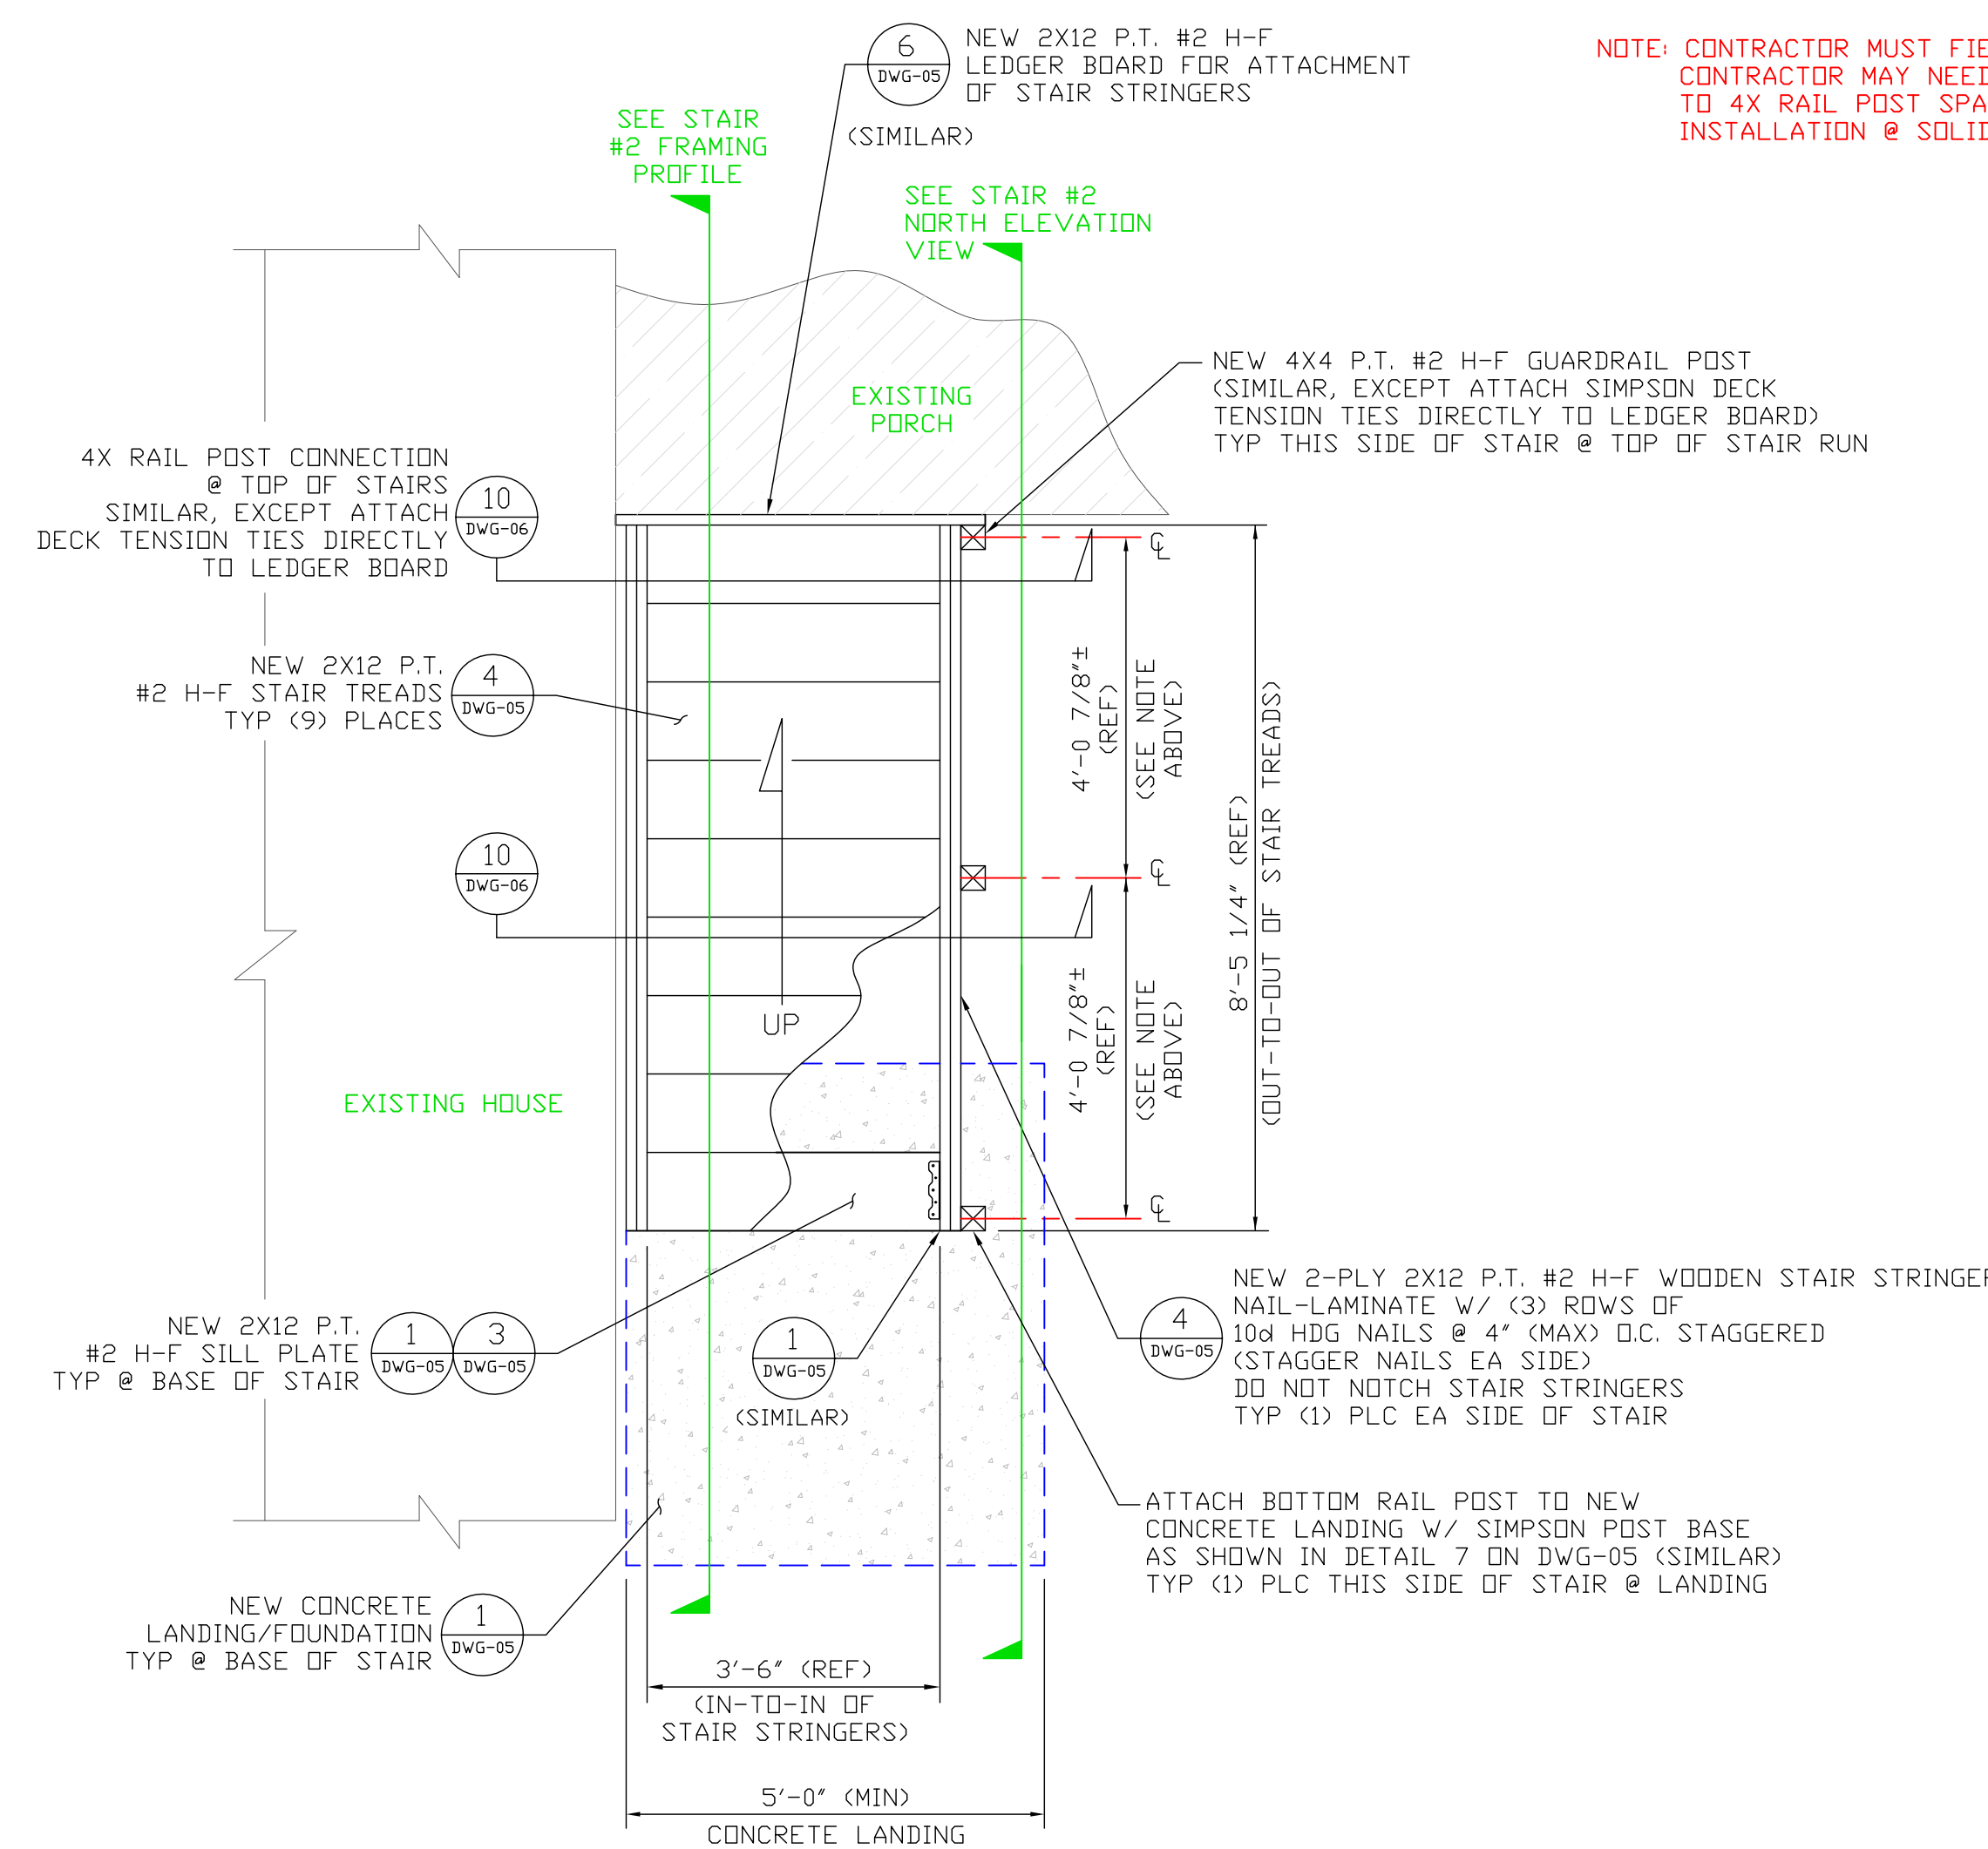 6
DWG-05
NEW 2X12 P.T. #2 H-F
LEDGER BOARD FOR ATTACHMENT
OF STAIR STRINGERS
(SIMILAR)
NOTE: CONTRACTOR MUST
CONTRACTOR MAY
TO 4X RAIL POST
INSTALLATION @
SEE STAIR
#2 FRAMING
PROFILE
SEE STAIR #2
NORTH ELEVATION
VIEW
EXISTING
PORCH
NEW 4X4 P.T. #2 H-F GUARDRAIL POST
(SIMILAR, EXCEPT ATTACH SIMPSON DECK
TENSION TIES DIRECTLY TO LEDGER BOARD)
TYP THIS SIDE OF STAIR @ TOP OF STAIR RUN
4X RAIL POST CONNECTION
@ TOP OF STAIRS
SIMILAR, EXCEPT ATTACH
DECK TENSION TIES DIRECTLY
TO LEDGER BOARD
10
DWG-06
CL
NEW 2X12 P.T.
#2 H-F STAIR TREADS
TYP (9) PLACES
4
DWG-05
4'-0 7/8"±
(REF)
(SEE NOTE
ABOVE)
8'-5 1/4" (REF)
(OUT-TO-OUT OF STAIR TREADS)
10
DWG-06
CL
UP
4'-0 7/8"±
(REF)
(SEE NOTE
ABOVE)
EXISTING HOUSE
CL
NEW 2X12 P.T.
#2 H-F SILL PLATE
TYP @ BASE OF STAIR
1
DWG-05
3
DWG-05
1
DWG-05
(SIMILAR)
4
DWG-05
NEW 2-PLY 2X12 P.T. #2 H-F WOODEN STAIR
NAIL-LAMINATE W/ (3) ROWS OF
10d HDG NAILS @ 4" (MAX) O.C. STAGGERED
(STAGGER NAILS EA SIDE)
DO NOT NOTCH STAIR STRINGERS
TYP (1) PLC EA SIDE OF STAIR
ATTACH BOTTOM RAIL POST TO NEW
CONCRETE LANDING W/ SIMPSON POST BASE
AS SHOWN IN DETAIL 7 ON DWG-05 (SIMILAR)
TYP (1) PLC THIS SIDE OF STAIR @ LANDING
NEW CONCRETE
LANDING/FOUNDATION
TYP @ BASE OF STAIR
1
DWG-05
3'-6" (REF)
(IN-TO-IN OF
STAIR STRINGERS)
5'-0" (MIN)
CONCRETE LANDING